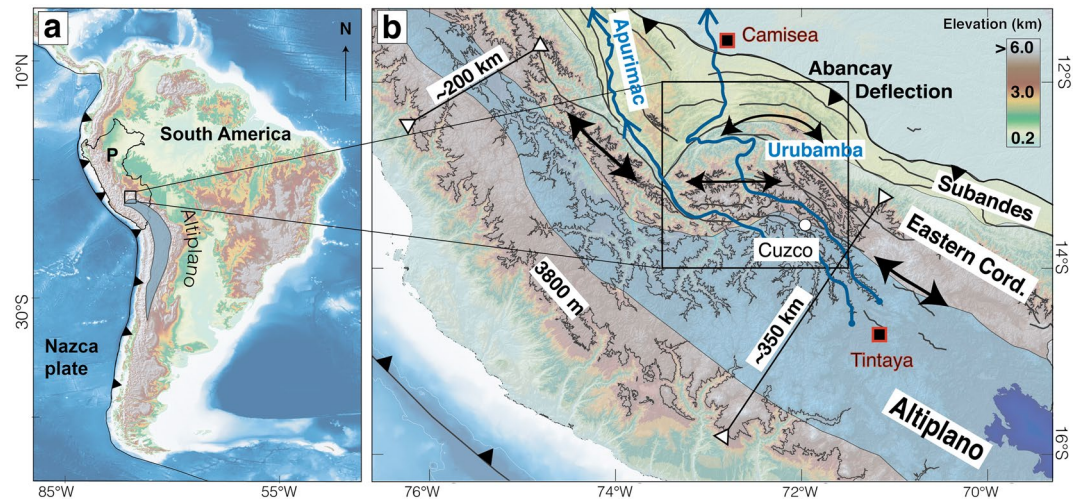 a
N
10°N
30°S
South America
P
Altiplano
Nazca
plate
85°W
55°W
b
Apurimac
Camisea
Elevation (km)
> 6.0
3.0
0.2
12°S
~200 km
Abancay
Deflection
Urubamba
Subandes
Eastern Cord.
Cuzco
14°S
3800 m
~350 km
Tintaya
Altiplano
16°S
76°W
74°W
72°W
70°W